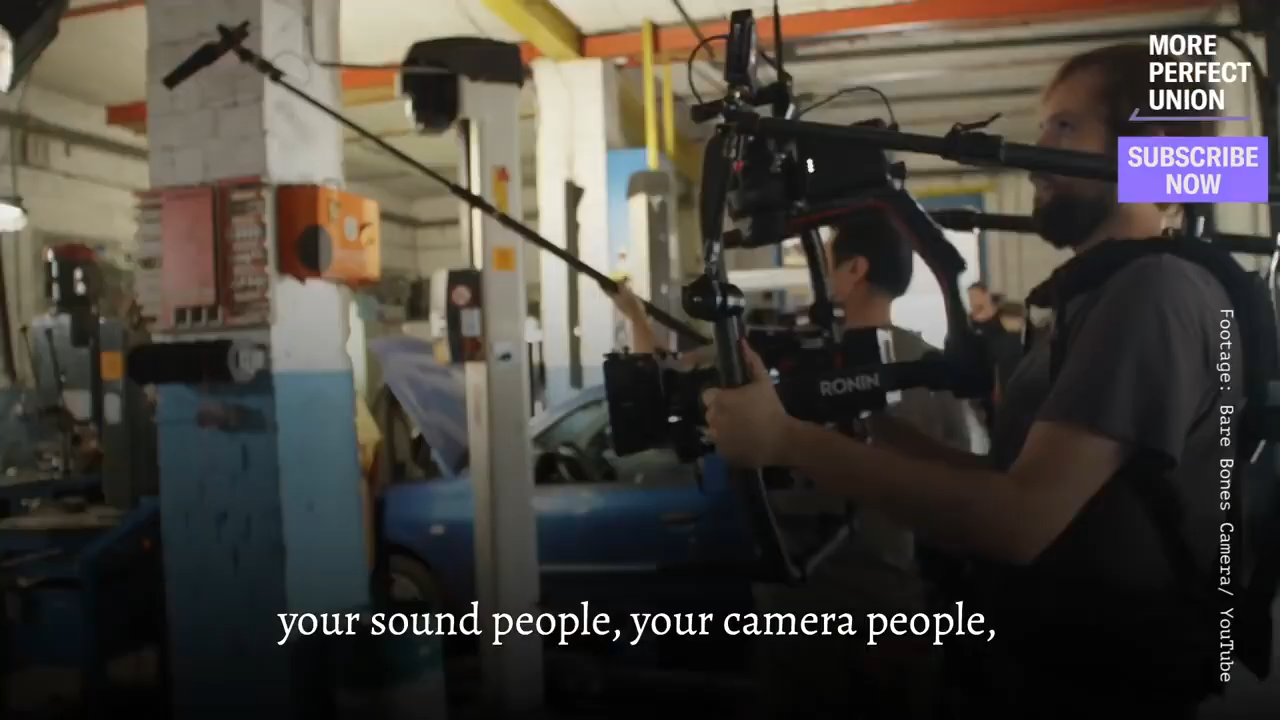 MORE
PERFECT
UNION
SUBSCRIBE
NOW
RONIN
Footage: Bare Bones Camera/ YouTube
your sound people, your camera people,